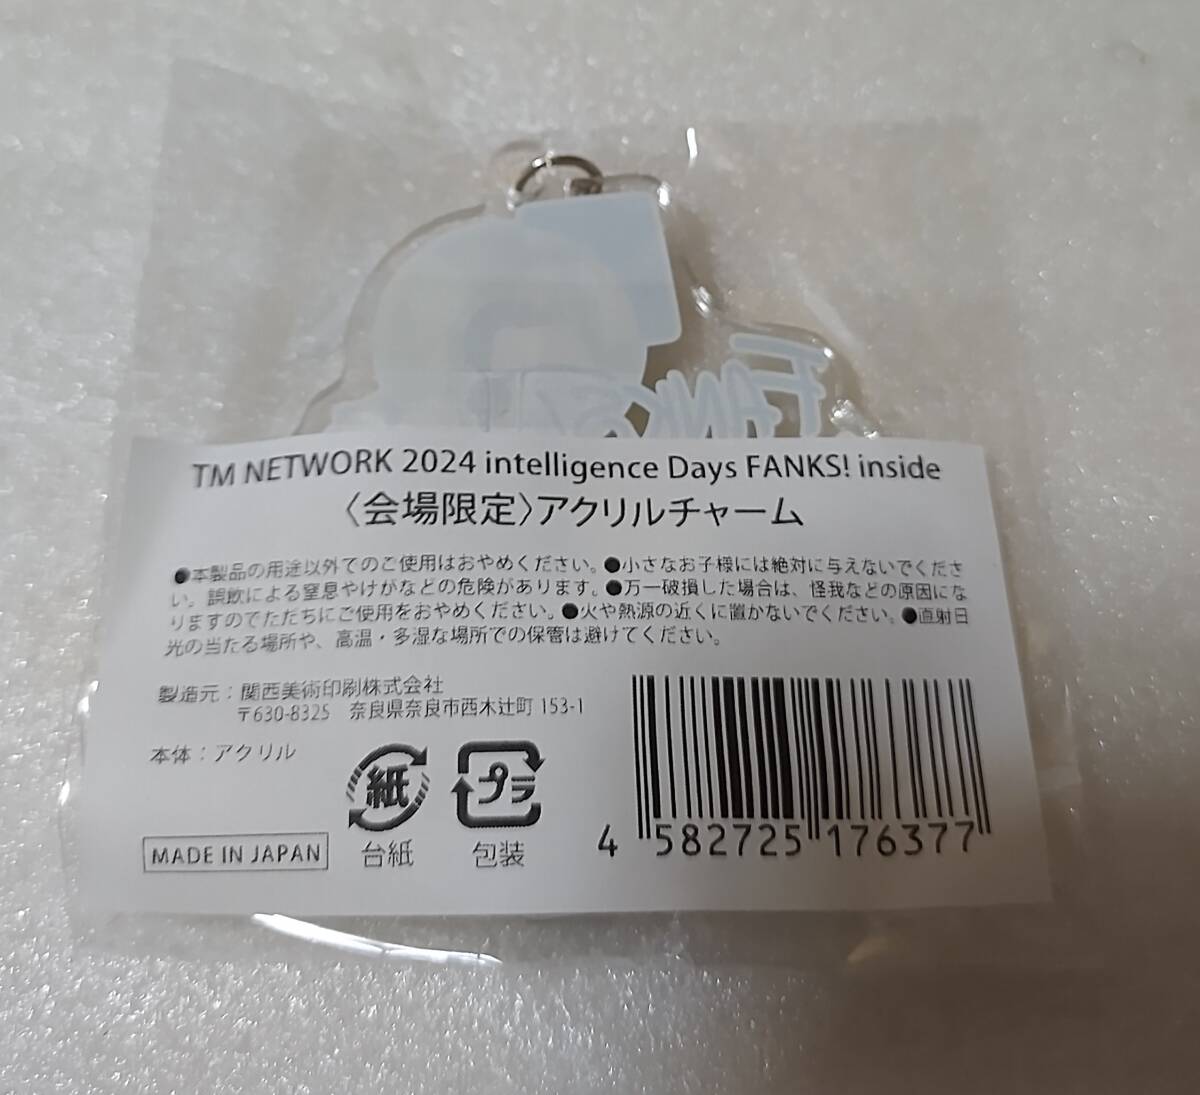 FANKS!
TM NETWORK 2024 intelligence Days FANKS! inside
〈会場限定〉アクリルチャーム
●本製品の用途以外でのご使用はおやめください。●小さなお子様には絶対に与えないでくださ
い。誤飲による窒息やけがなどの危険があります。●万一破損した場合は、怪我などの原因にな
りますのでただちにご使用をおやめください。●火や熱源の近くに置かないでください。●直射日
光の当たる場所や、高温・多湿な場所での保管は避けてください。
製造元：関西美術印刷株式会社
〒630-8325 奈良県奈良市西木辻町 153-1
本体：アクリル
紙
プラ
MADE IN JAPAN
台紙
包装
4 582725 176377